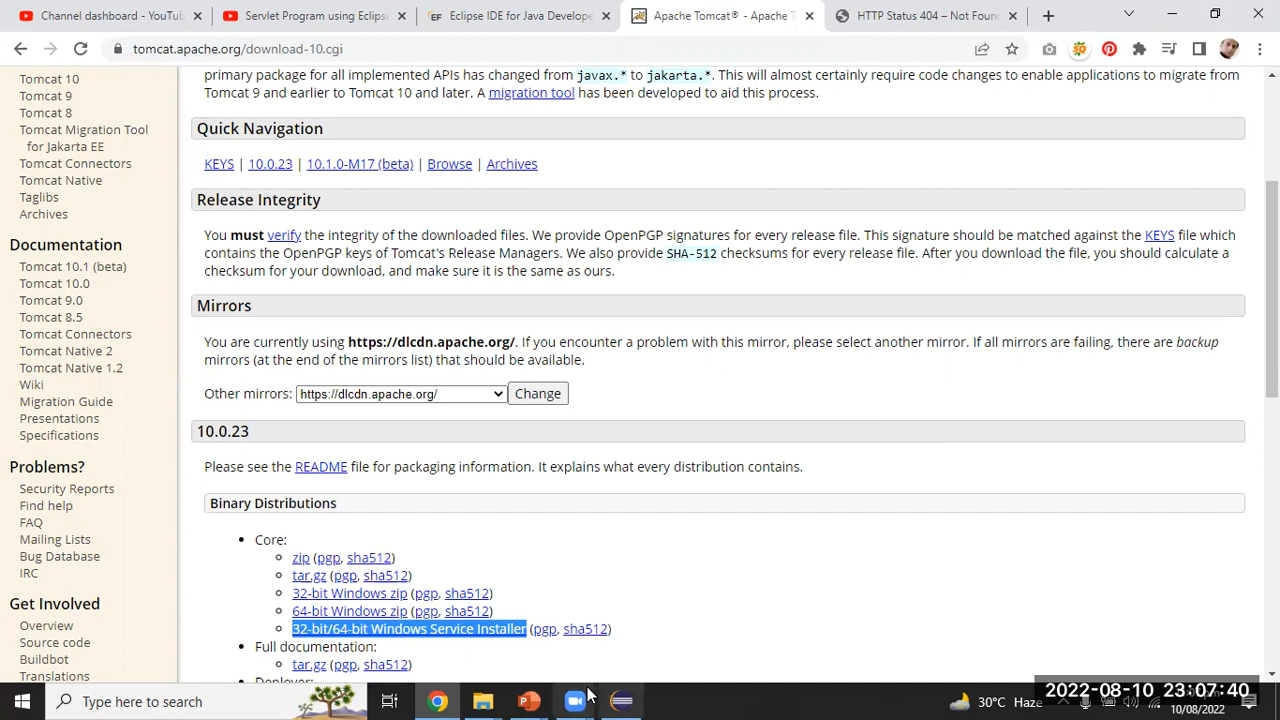 Channel dashboard - YouTu
Servlet Program using Eclips
Eclipse IDE for Java Develope
Apache Tomcat® - Apache T
HTTP Status 404 – Not Foun
tomcat.apache.org/download-10.cgi
Tomcat 10
Tomcat 9
Tomcat 8
Tomcat Migration Tool
for Jakarta EE
Tomcat Connectors
Tomcat Native
Taglibs
Archives
Documentation
Tomcat 10.1 (beta)
Tomcat 10.0
Tomcat 9.0
Tomcat 8.5
Tomcat Connectors
Tomcat Native 2
Tomcat Native 1.2
Wiki
Migration Guide
Presentations
Specifications
Problems?
Security Reports
Find help
FAQ
Mailing Lists
Bug Database
IRC
Get Involved
Overview
Source code
Buildbot
Translations
primary package for all implemented APIs has changed from javax.* to jakarta.*. This will almost certainly require code changes to enable applications to migrate from
Tomcat 9 and earlier to Tomcat 10 and later. A migration tool has been developed to aid this process.
Quick Navigation
KEYS | 10.0.23 | 10.1.0-M17 (beta) | Browse | Archives
Release Integrity
You must verify the integrity of the downloaded files. We provide OpenPGP signatures for every release file. This signature should be matched against the KEYS file which
contains the OpenPGP keys of Tomcat's Release Managers. We also provide SHA-512 checksums for every release file. After you download the file, you should calculate a
checksum for your download, and make sure it is the same as ours.
Mirrors
You are currently using https://dlcdn.apache.org/. If you encounter a problem with this mirror, please select another mirror. If all mirrors are failing, there are backup
mirrors (at the end of the mirrors list) that should be available.
Other mirrors: https://dlcdn.apache.org/ Change
10.0.23
Please see the README file for packaging information. It explains what every distribution contains.
Binary Distributions
Core:
zip (pgp, sha512)
tar.gz (pgp, sha512)
32-bit Windows zip (pgp, sha512)
64-bit Windows zip (pgp, sha512)
32-bit/64-bit Windows Service Installer (pgp, sha512)
Full documentation:
tar.gz (pgp, sha512)
Deployer:
Type here to search
30°C Haze
2022-08-10 23:07:40
10/08/2022